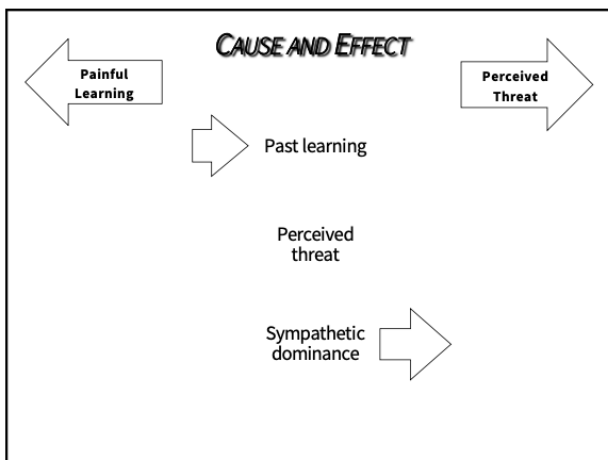 CAUSE AND EFFECT
Painful
Learning
Perceived
Threat
Past learning
Perceived
threat
Sympathetic
dominance